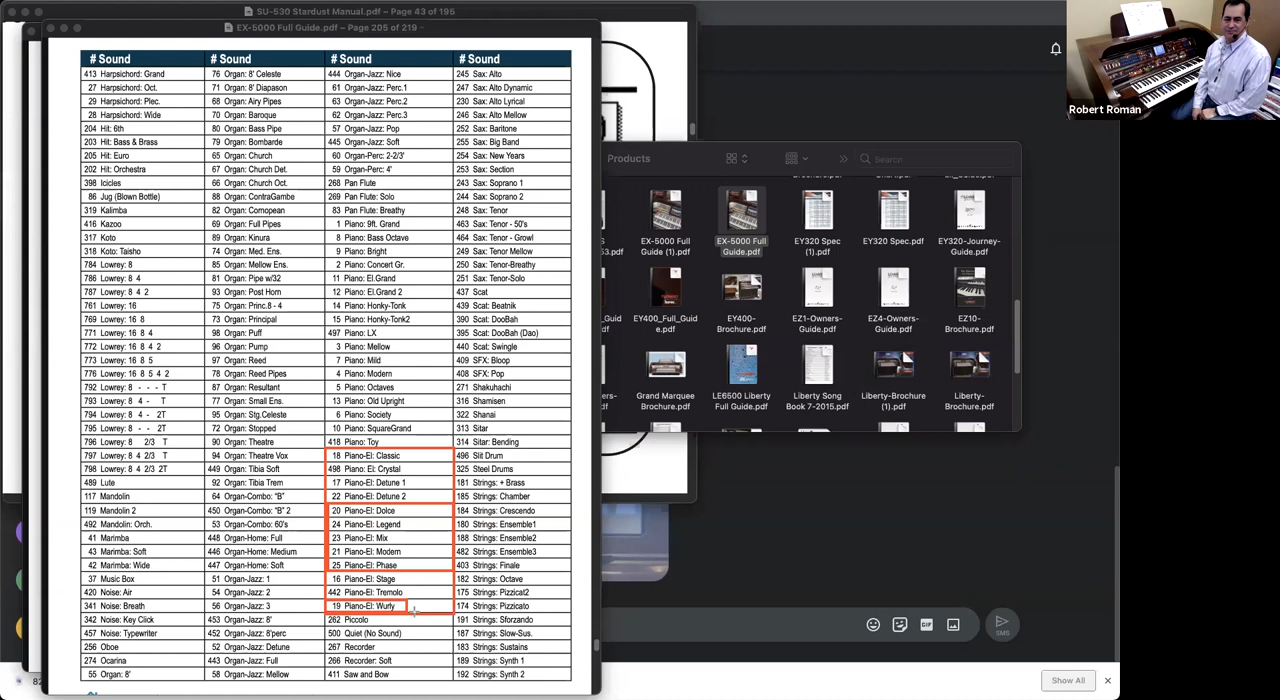 SU-530 Stardust Manual.pdf – Page 43 of 195
EX-5000 Full Guide.pdf – Page 205 of 219
# Sound
413 Harpsichord: Grand
27 Harpsichord: Oct.
29 Harpsichord: Plec.
28 Harpsichord: Wide
204 Hit: 6th
203 Hit: Bass & Brass
205 Hit: Euro
202 Hit: Orchestra
398 Icicles
86 Jug (Blown Bottle)
319 Kalimba
416 Kazoo
317 Koto
318 Koto: Taisho
784 Lowrey: 8
786 Lowrey: 8 4
787 Lowrey: 8 4 2
761 Lowrey: 16
769 Lowrey: 16 8
771 Lowrey: 16 8 4
772 Lowrey: 16 8 4 2
773 Lowrey: 16 8 5
776 Lowrey: 16 8 5 4 2
792 Lowrey: 8 - - - T
793 Lowrey: 8 4 - T
794 Lowrey: 8 4 - 2T
795 Lowrey: 8 - - 2T
796 Lowrey: 8 2/3 T
797 Lowrey: 8 4 2/3 T
798 Lowrey: 8 4 2/3 2T
489 Lute
117 Mandolin
119 Mandolin 2
492 Mandolin: Orch.
41 Marimba
43 Marimba: Soft
42 Marimba: Wide
37 Music Box
420 Noise: Air
341 Noise: Breath
342 Noise: Key Click
457 Noise: Typewriter
256 Oboe
274 Ocarina
55 Organ: 8'
# Sound
76 Organ: 8' Celeste
71 Organ: 8' Diapason
68 Organ: Airy Pipes
70 Organ: Baroque
80 Organ: Bass Pipe
79 Organ: Bombarde
65 Organ: Church
67 Organ: Church Det.
66 Organ: Church Oct.
88 Organ: ContraGambe
82 Organ: Cornopean
69 Organ: Full Pipes
89 Organ: Kinura
74 Organ: Med. Ens.
85 Organ: Mellow Ens.
81 Organ: Pipe w/32
93 Organ: Post Horn
75 Organ: Princ.8 - 4
73 Organ: Principal
98 Organ: Puff
96 Organ: Pump
97 Organ: Reed
78 Organ: Reed Pipes
87 Organ: Resultant
77 Organ: Small Ens.
95 Organ: Stg.Celeste
72 Organ: Stopped
90 Organ: Theatre
94 Organ: Theatre Vox
449 Organ: Tibia Soft
92 Organ: Tibia Trem
64 Organ-Combo: "B"
450 Organ-Combo: "B" 2
53 Organ-Combo: 60's
448 Organ-Home: Full
446 Organ-Home: Medium
447 Organ-Home: Soft
51 Organ-Jazz: 1
54 Organ-Jazz: 2
56 Organ-Jazz: 3
453 Organ-Jazz: 8'
452 Organ-Jazz: 8'perc
52 Organ-Jazz: Detune
443 Organ-Jazz: Full
58 Organ-Jazz: Mellow
# Sound
444 Organ-Jazz: Nice
61 Organ-Jazz: Perc.1
63 Organ-Jazz: Perc.2
62 Organ-Jazz: Perc.3
57 Organ-Jazz: Pop
445 Organ-Jazz: Soft
60 Organ-Perc: 2-2/3'
59 Organ-Perc: 4'
268 Pan Flute
269 Pan Flute: Solo
83 Pan Flute: Breathy
1 Piano: 9ft. Grand
8 Piano: Bass Octave
9 Piano: Bright
2 Piano: Concert Gr.
11 Piano: El.Grand
12 Piano: El.Grand 2
14 Piano: Honky-Tonk
15 Piano: Honky-Tonk2
497 Piano: LX
3 Piano: Mellow
7 Piano: Mild
4 Piano: Modern
5 Piano: Octaves
13 Piano: Old Upright
6 Piano: Society
10 Piano: SquareGrand
418 Piano: Toy
18 Piano-El: Classic
498 Piano: El: Crystal
17 Piano-El: Detune 1
22 Piano-El: Detune 2
20 Piano-El: Dolce
24 Piano-El: Legend
23 Piano-El: Mix
21 Piano-El: Modern
25 Piano-El: Phase
16 Piano-El: Stage
442 Piano-El: Tremolo
19 Piano-El: Wurly
262 Piccolo
500 Quiet (No Sound)
267 Recorder
266 Recorder: Soft
411 Saw and Bow
# Sound
245 Sax: Alto
247 Sax: Alto Dynamic
230 Sax: Alto Lyrical
246 Sax: Alto Mellow
252 Sax: Baritone
255 Sax: Big Band
254 Sax: New Years
253 Sax: Section
243 Sax: Soprano 1
244 Sax: Soprano 2
248 Sax: Tenor
463 Sax: Tenor - 50's
464 Sax: Tenor - Growl
249 Sax: Tenor Mellow
250 Sax: Tenor-Breathy
251 Sax: Tenor-Solo
437 Scat
439 Scat: Beatnik
390 Scat: DooBah
395 Scat: DooBah (Dao)
440 Scat: Swingle
409 SFX: Bloop
408 SFX: Pop
271 Shakuhachi
316 Shamisen
322 Shanai
313 Sitar
314 Sitar: Bending
496 Slit Drum
325 Steel Drums
181 Strings: + Brass
185 Strings: Chamber
184 Strings: Crescendo
180 Strings: Ensemble1
188 Strings: Ensemble2
482 Strings: Ensemble3
403 Strings: Finale
182 Strings: Octave
175 Strings: Pizzicat2
174 Strings: Pizzicato
191 Strings: Sforzando
187 Strings: Slow-Sus.
183 Strings: Sustains
189 Strings: Synth 1
192 Strings: Synth 2
Products
Search
53.pdf
EX-5000 Full
Guide (1).pdf
EX-5000 Full
Guide.pdf
EY320 Spec
(1).pdf
EY320 Spec.pdf
EY320-Journey-
Guide.pdf
EY400_Full_Guid
e.pdf
EY400-
Brochure.pdf
EZ1-Owners-
Guide.pdf
EZ4-Owners-
Guide.pdf
EZ10-
Brochure.pdf
Grand Marquee
Brochure.pdf
LE6500 Liberty
Full Guide.pdf
Liberty Song
Book 7-2015.pdf
Liberty-Brochure
(1).pdf
Liberty-
Brochure.pdf
GIF
SMS
Show All
Robert Roman